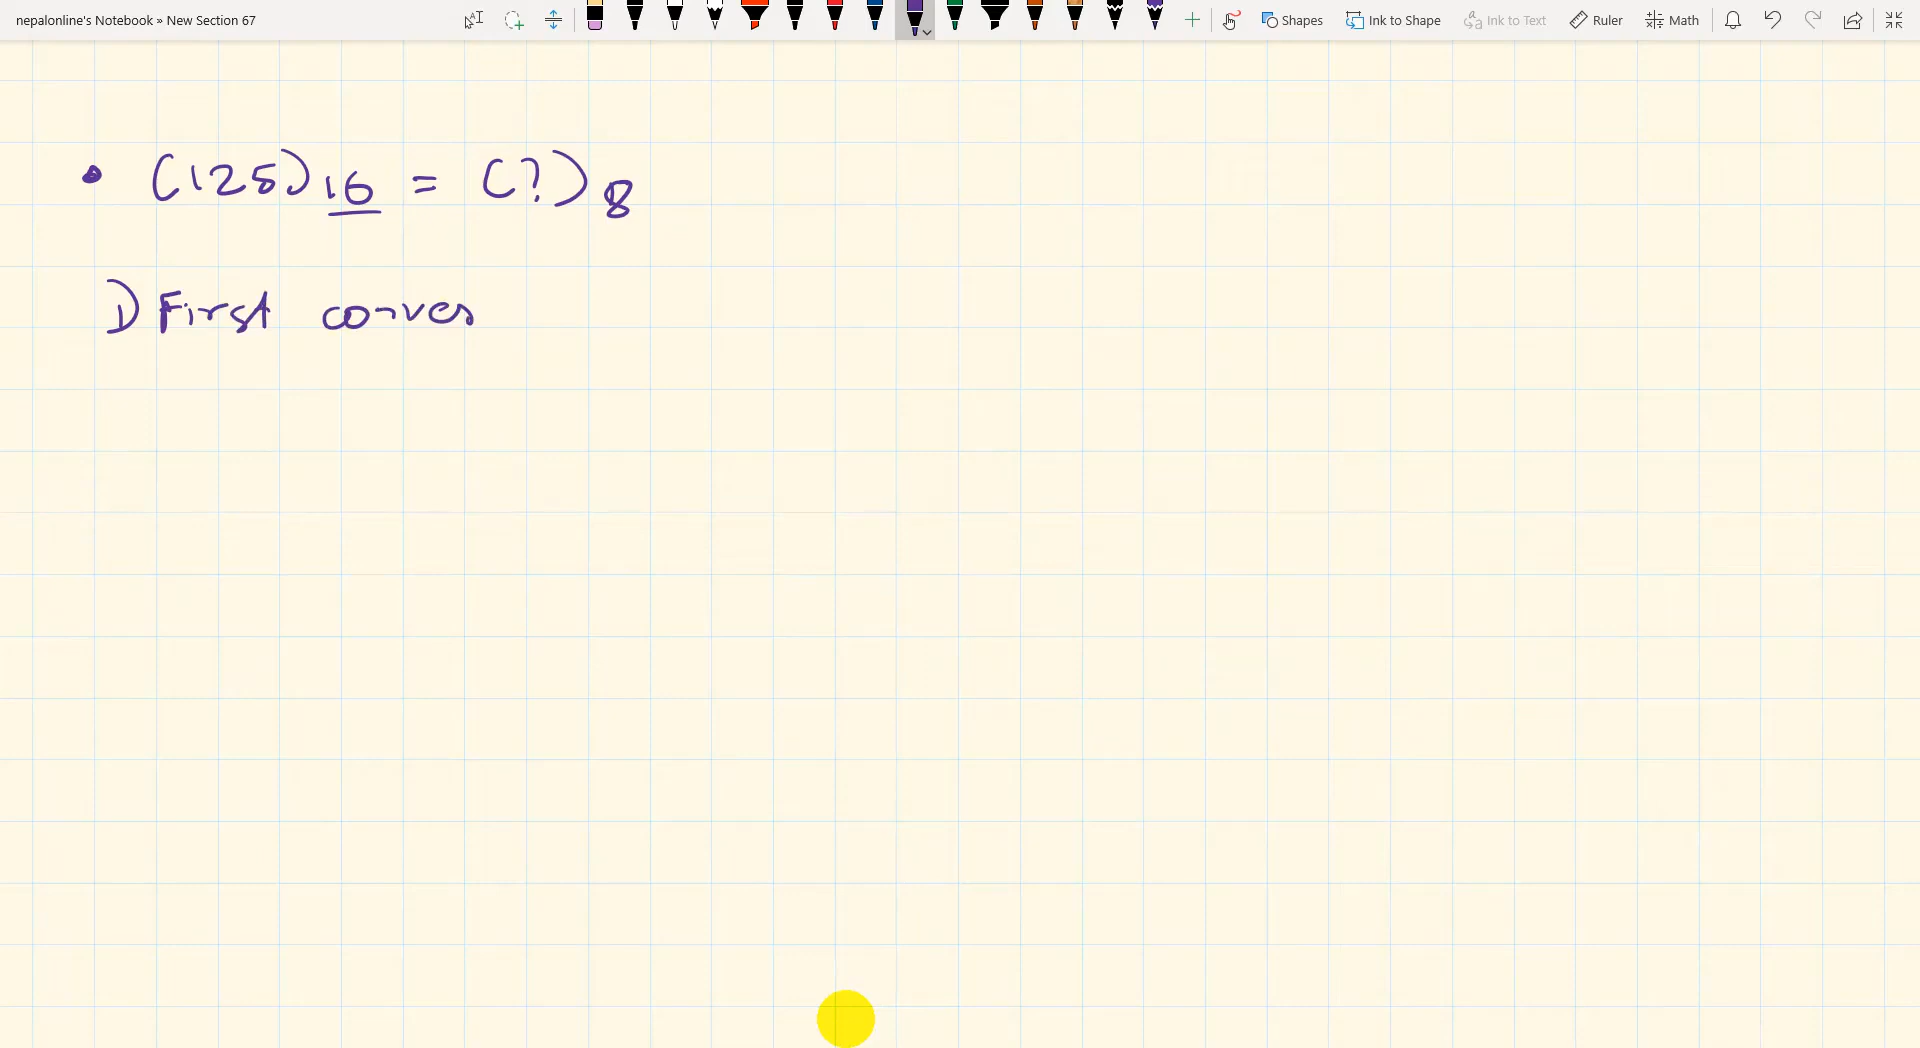 nepalonline's Notebook » New Section 67
Shapes Ink to Shape Ink to Text Ruler Math
• (125)16 = (?)8
1) First conver